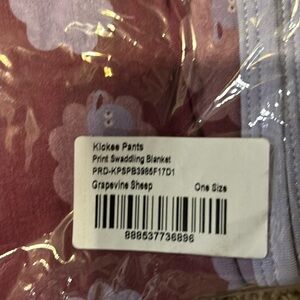 Kickee Pants
Print Swaddling Blanket
PRD-KPSPB3985F17D1
Grapevine Sheep One Size
888537736896